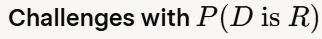 Challenges with P(D is R)